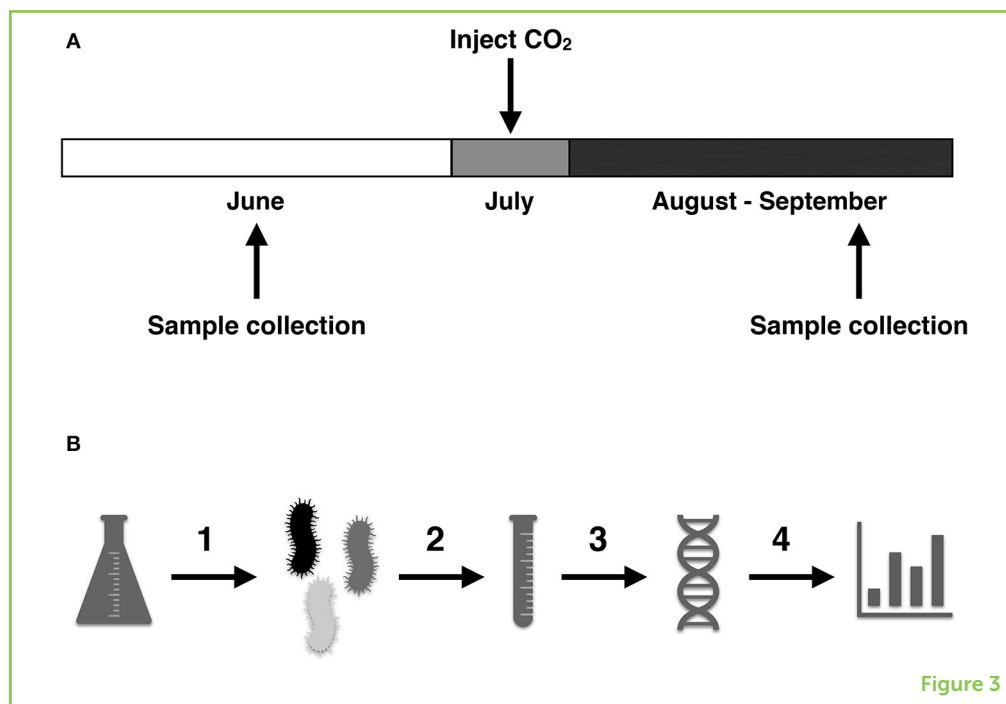 A
Inject CO₂
June
July
August - September
Sample collection
Sample collection
B
1
2
3
4
Figure 3